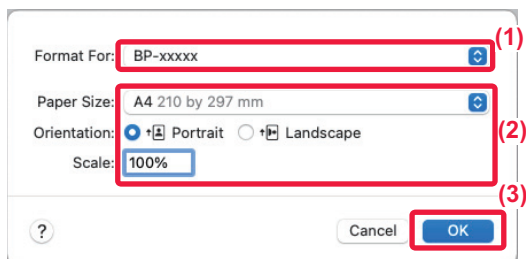 (1)
Format For: BP-xxxxx
Paper Size: A4 210 by 297 mm
Orientation: Portrait Landscape
(2)
Scale: 100%
(3)
? Cancel OK